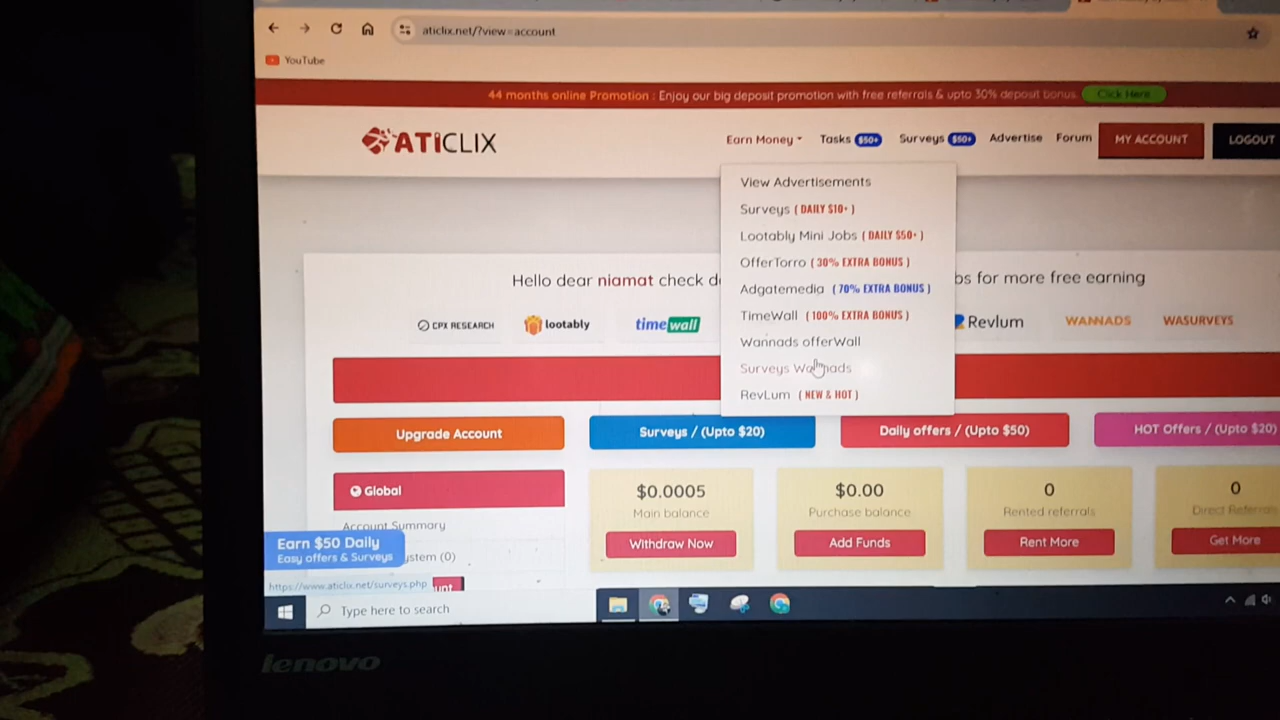 aticlix.net/?view=account
YouTube
44 months online Promotion : Enjoy our big deposit promotion with free referrals & upto 30% deposit bonus. Click Here
ATICLIX
Earn Money Tasks $50+ Surveys $50+ Advertise Forum MY ACCOUNT LOGOUT
View Advertisements
Surveys ( DAILY $10+ )
Lootably Mini Jobs ( DAILY $50+ )
OfferTorro ( 30% EXTRA BONUS )
Adgatemedia ( 70% EXTRA BONUS )
TimeWall ( 100% EXTRA BONUS )
Wannads offerWall
Surveys Wannads
RevLum ( NEW & HOT )
Hello dear niamat check d bs for more free earning
CPX RESEARCH lootably timewall Revlum WANNADS WASURVEYS
Upgrade Account Surveys / (Upto $20) Daily offers / (Upto $50) HOT Offers / (Upto $20)
Global
Account Summary
ystem (0)
$0.0005
Main balance
Withdraw Now
$0.00
Purchase balance
Add Funds
0
Rented referrals
Rent More
0
Direct Referrals
Get More
Earn $50 Daily
Easy offers & Surveys
https://www.aticlix.net/surveys.php
Type here to search
lenovo